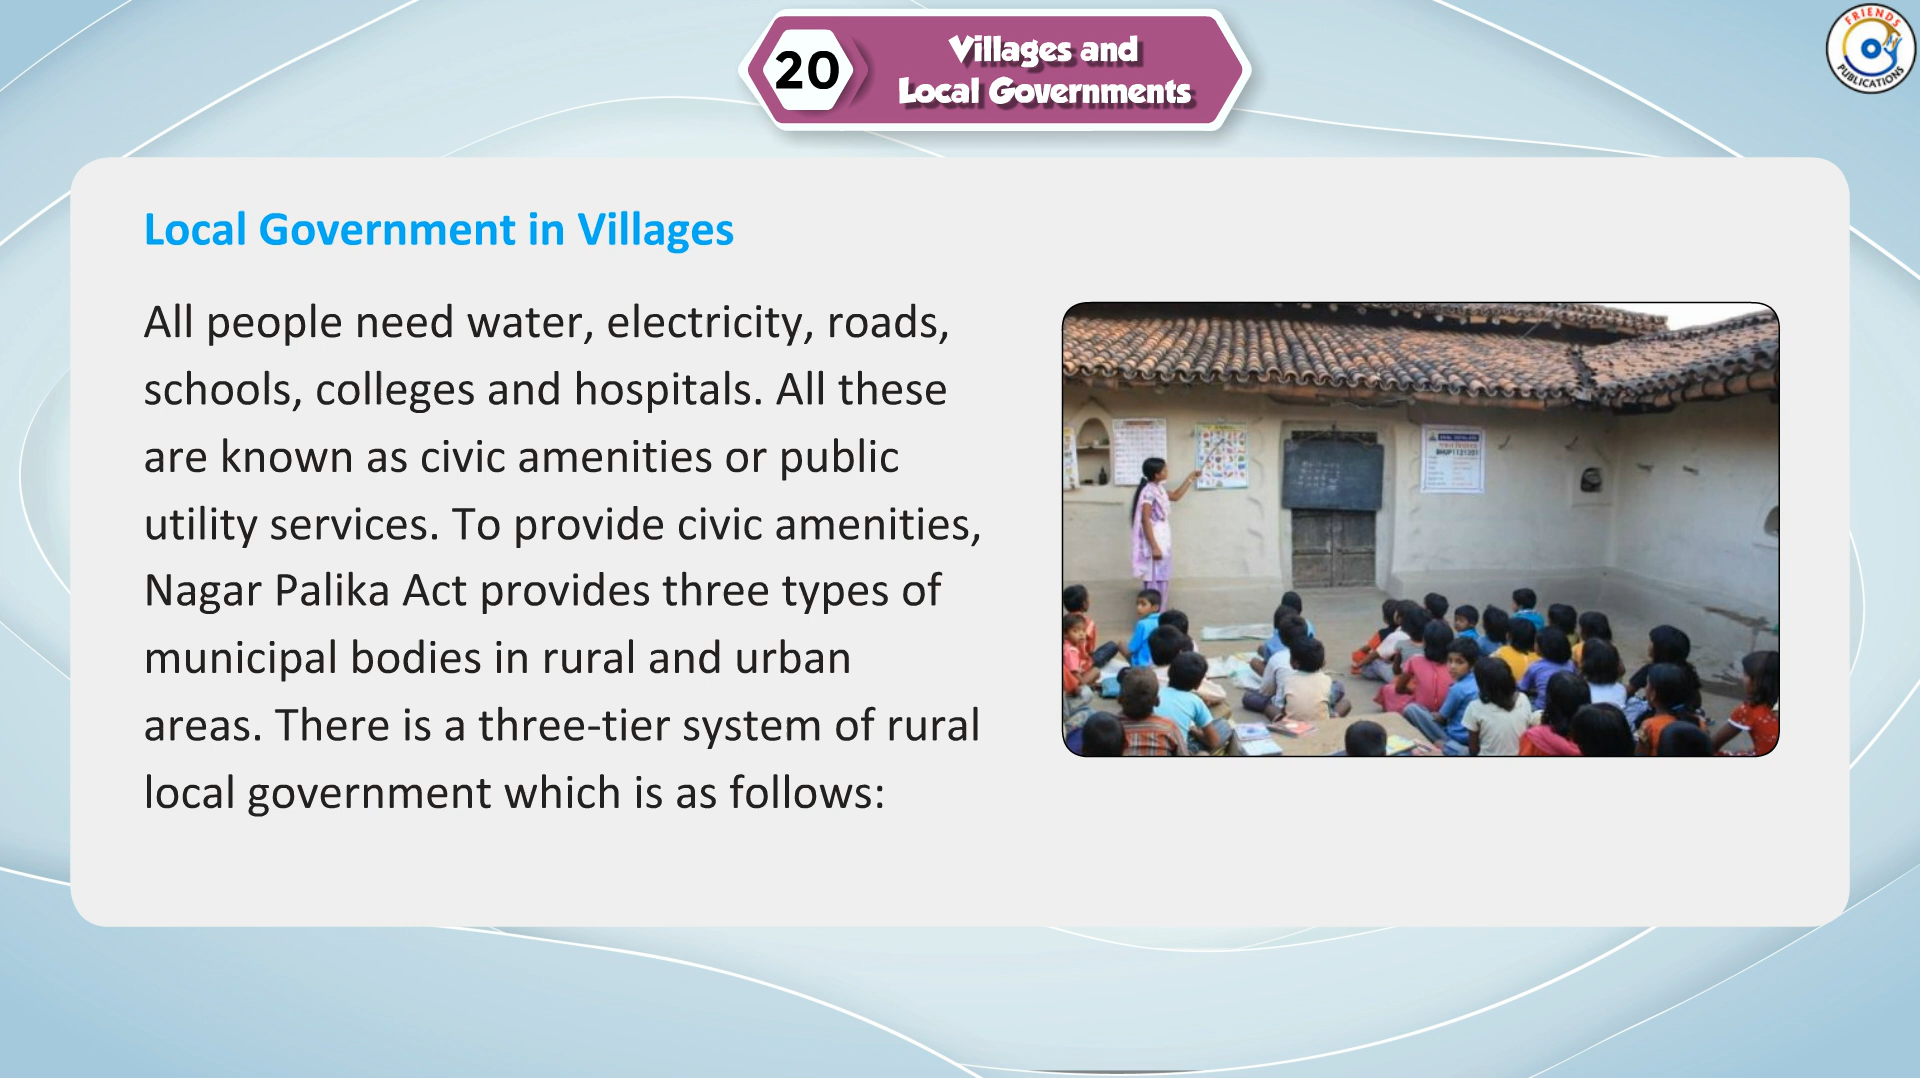 20
Villages and
Local Governments
FRIENDS
PUBLICATIONS
Local Government in Villages
All people need water, electricity, roads,
schools, colleges and hospitals. All these
are known as civic amenities or public
utility services. To provide civic amenities,
Nagar Palika Act provides three types of
municipal bodies in rural and urban
areas. There is a three-tier system of rural
local government which is as follows: